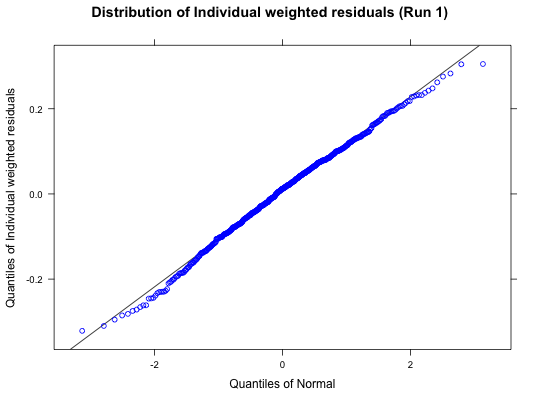 Distribution of Individual weighted residuals (Run 1)
Quantiles of Individual weighted residuals
0.2
0.0
-0.2
-2
0
2
Quantiles of Normal